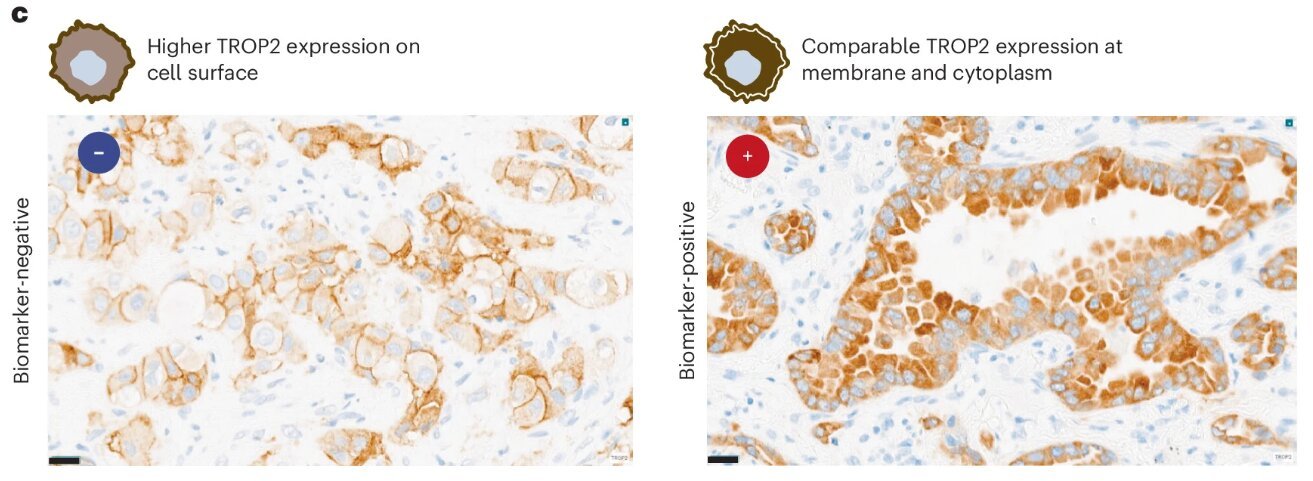 c
Higher TROP2 expression on
cell surface
Comparable TROP2 expression at
membrane and cytoplasm
Biomarker-negative
-
TROP2
Biomarker-positive
+
TROP2